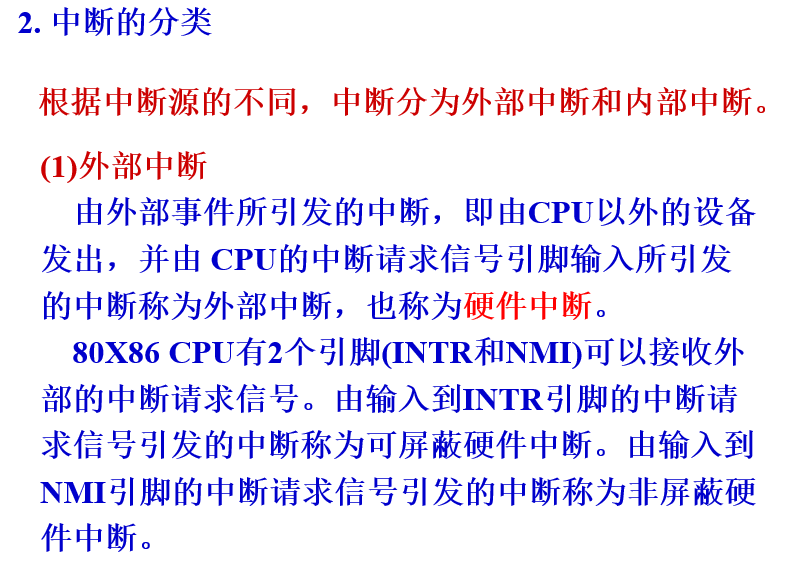 2. 中断的分类
根据中断源的不同，中断分为外部中断和内部中断。
(1)外部中断
由外部事件所引发的中断，即由CPU以外的设备
发出，并由 CPU的中断请求信号引脚输入所引发
的中断称为外部中断，也称为硬件中断。
80X86 CPU有2个引脚(INTR和NMI)可以接收外
部的中断请求信号。由输入到INTR引脚的中断请
求信号引发的中断称为可屏蔽硬件中断。由输入到
NMI引脚的中断请求信号引发的中断称为非屏蔽硬
件中断。